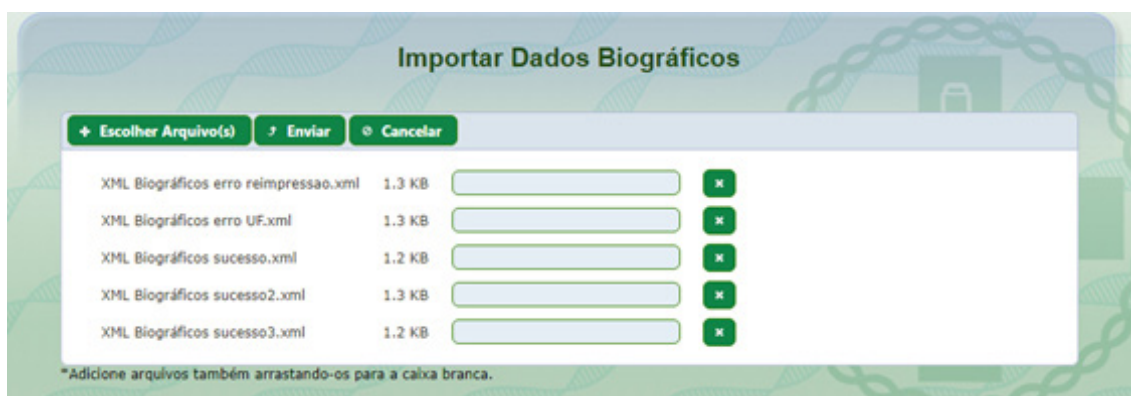 Importar Dados Biográficos
Escolher Arquivo(s) Enviar Cancelar
XML Biográficos erro reimpressao.xml 1.3 KB
XML Biográficos erro UF.xml 1.3 KB
XML Biográficos sucesso.xml 1.2 KB
XML Biográficos sucesso2.xml 1.3 KB
XML Biográficos sucesso3.xml 1.2 KB
*Adicione arquivos também arrastando-os para a caixa branca.